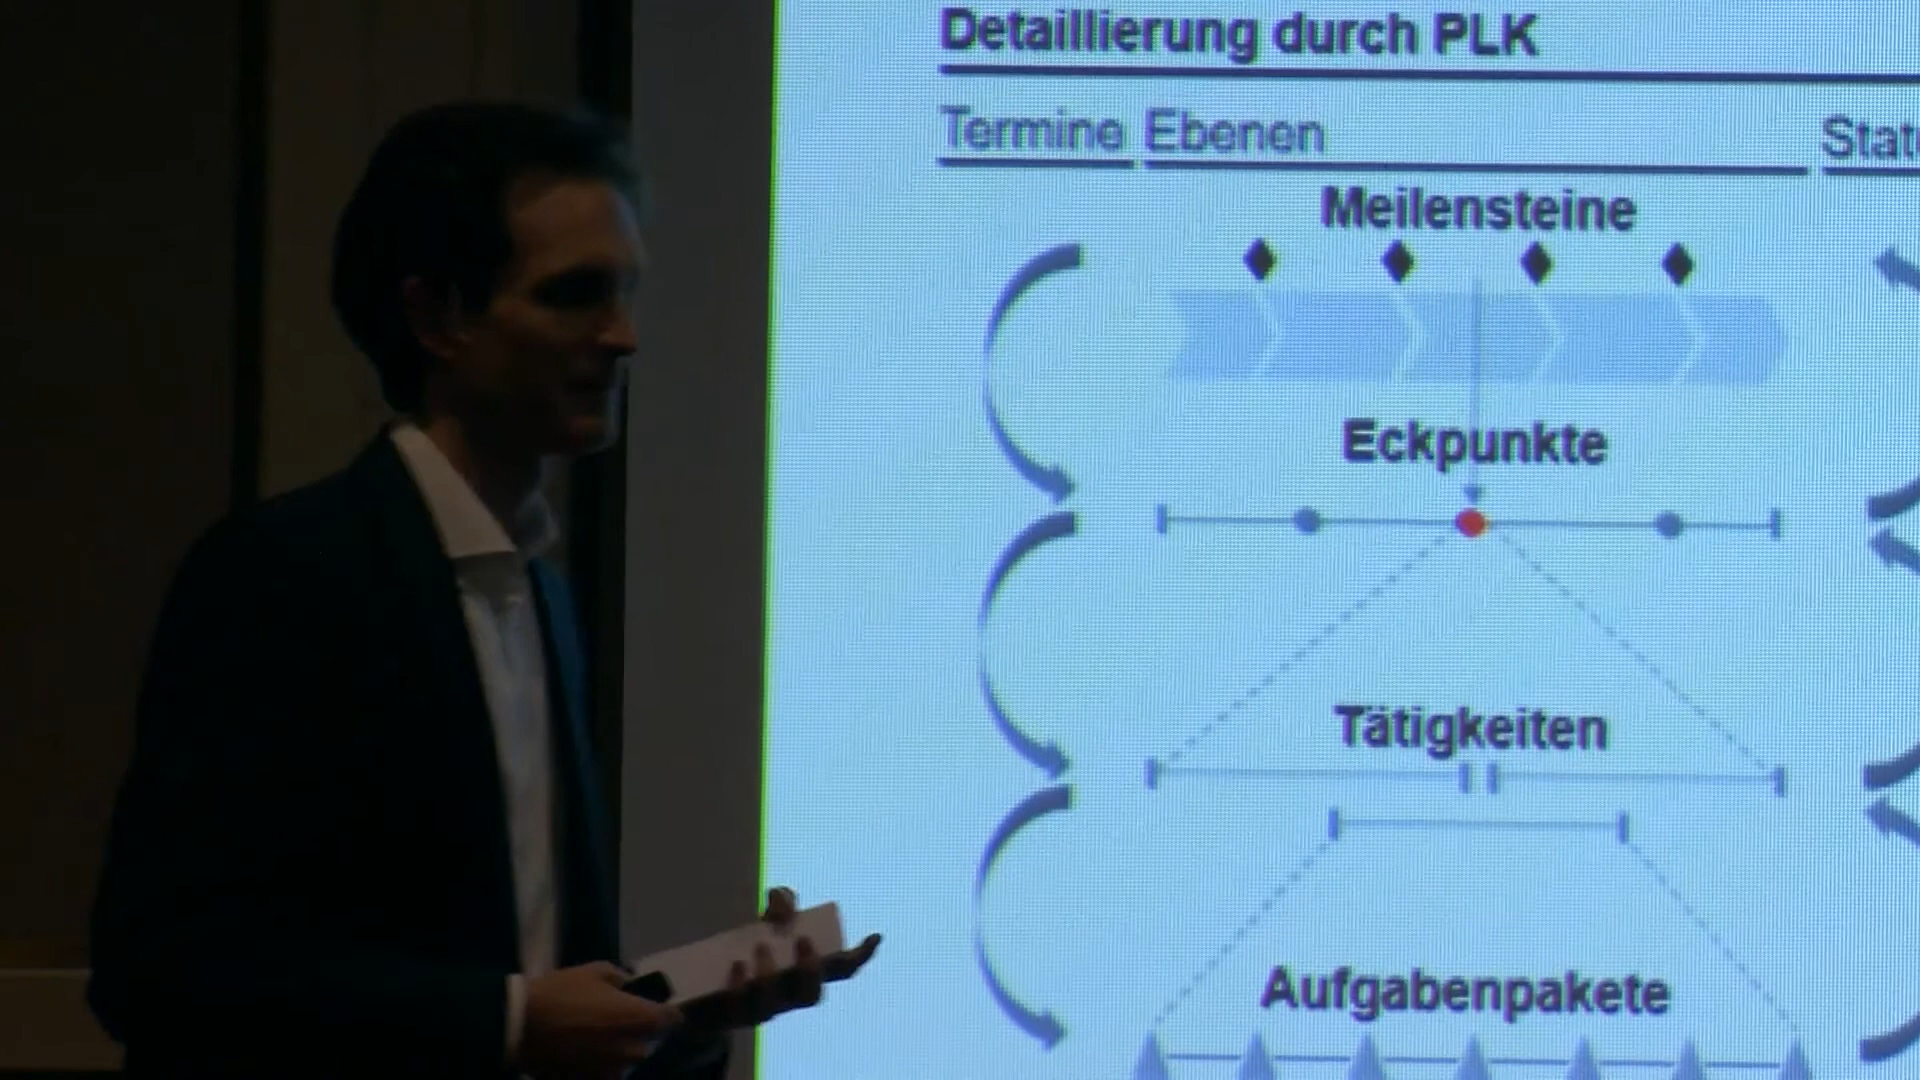 Detaillierung durch PLK
Termine Ebenen
Meilensteine
Eckpunkte
Tätigkeiten
Aufgabenpakete